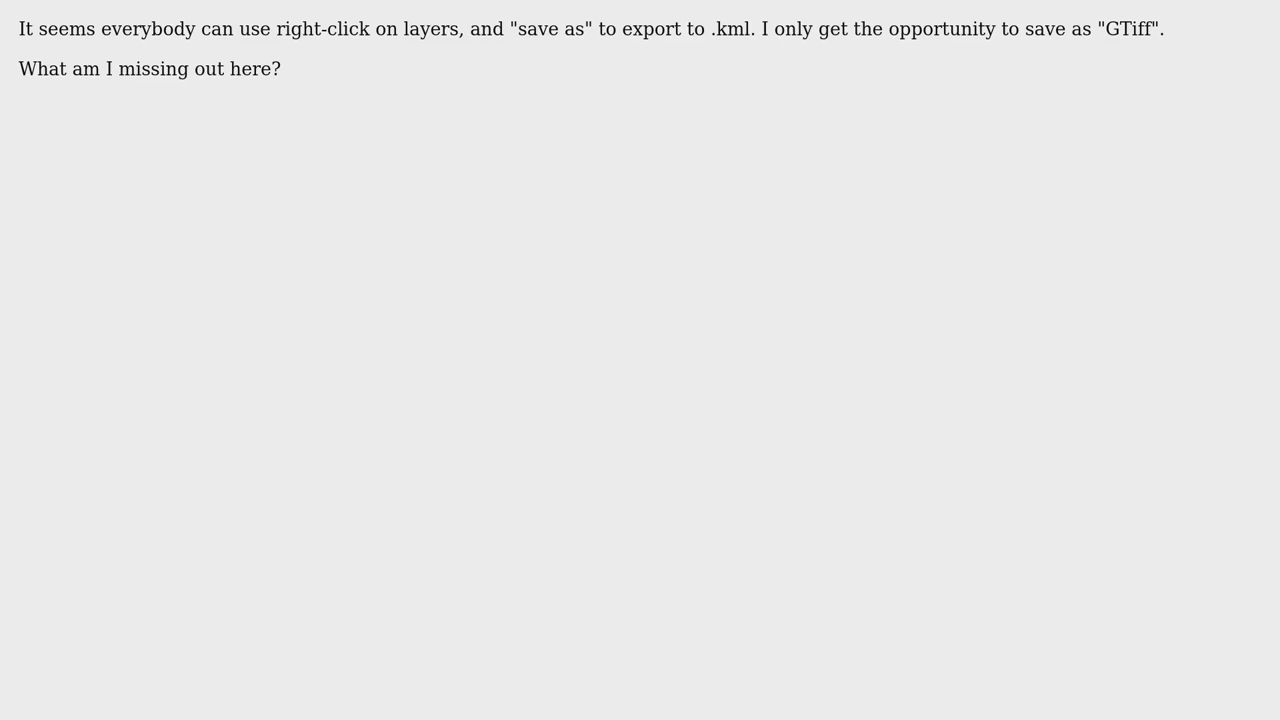 It seems everybody can use right-click on layers, and "save as" to export to .kml. I only get the opportunity to save as "GTiff".
What am I missing out here?